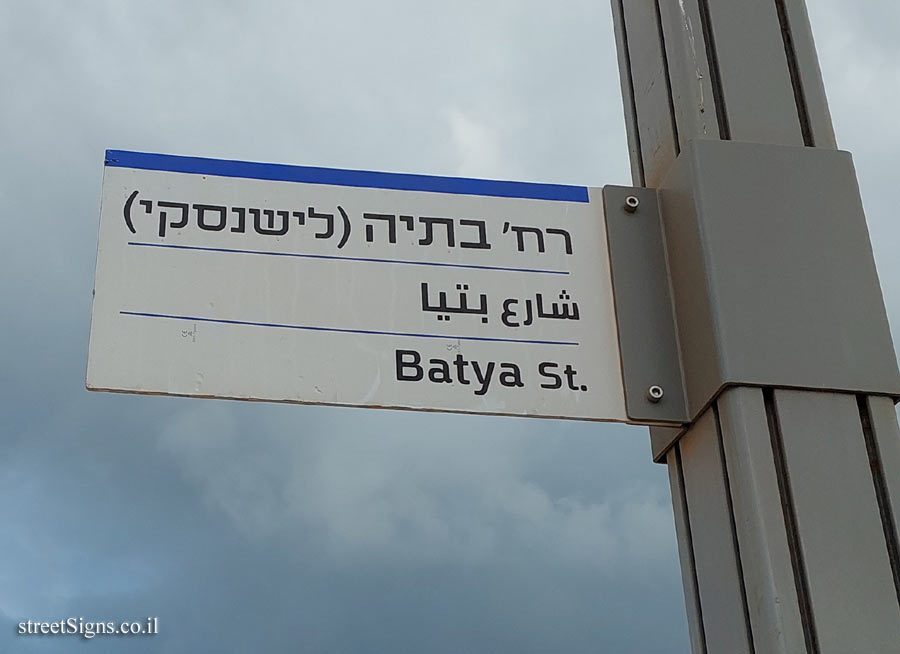 רח' בתיה (לישנסקי)
شارع بتيا
Batya St.
streetSigns.co.il